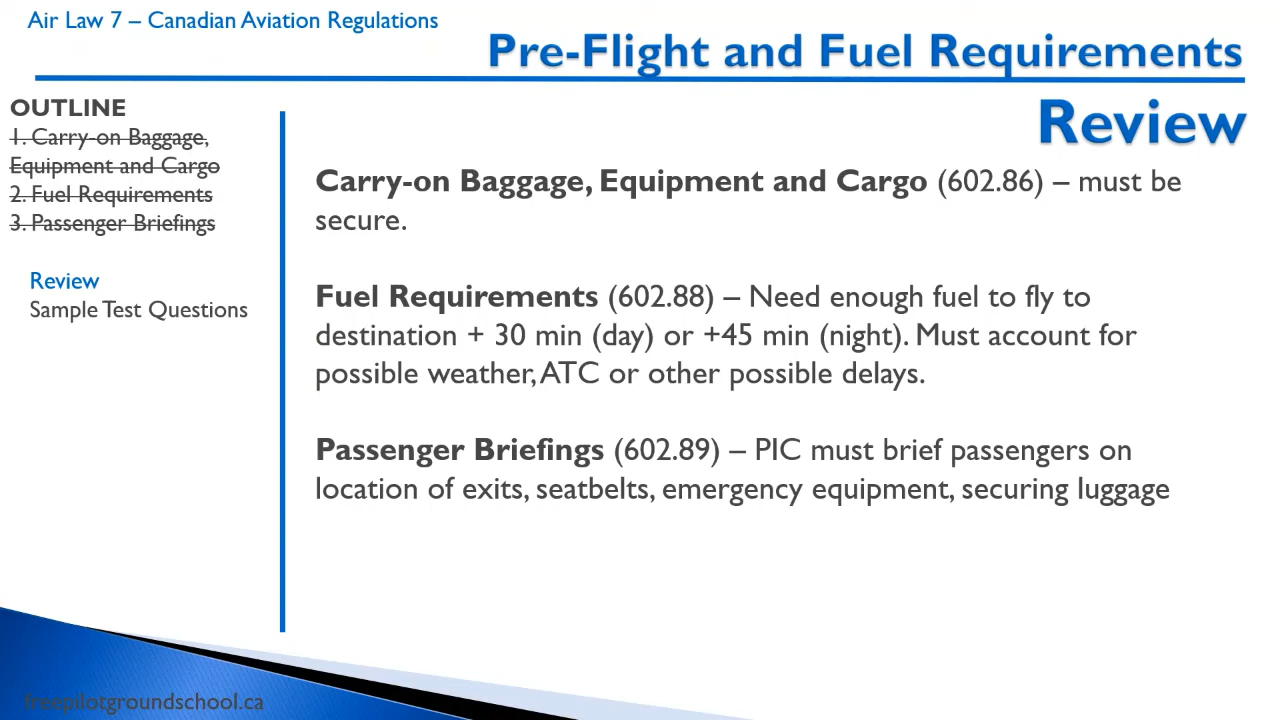 Air Law 7 – Canadian Aviation Regulations
Pre-Flight and Fuel Requirements
Review
OUTLINE
1. Carry-on Baggage,
Equipment and Cargo
2. Fuel Requirements
3. Passenger Briefings
Review
Sample Test Questions
Carry-on Baggage, Equipment and Cargo (602.86) – must be
secure.
Fuel Requirements (602.88) – Need enough fuel to fly to
destination + 30 min (day) or +45 min (night). Must account for
possible weather, ATC or other possible delays.
Passenger Briefings (602.89) – PIC must brief passengers on
location of exits, seatbelts, emergency equipment, securing luggage
freepilotgroundschool.ca